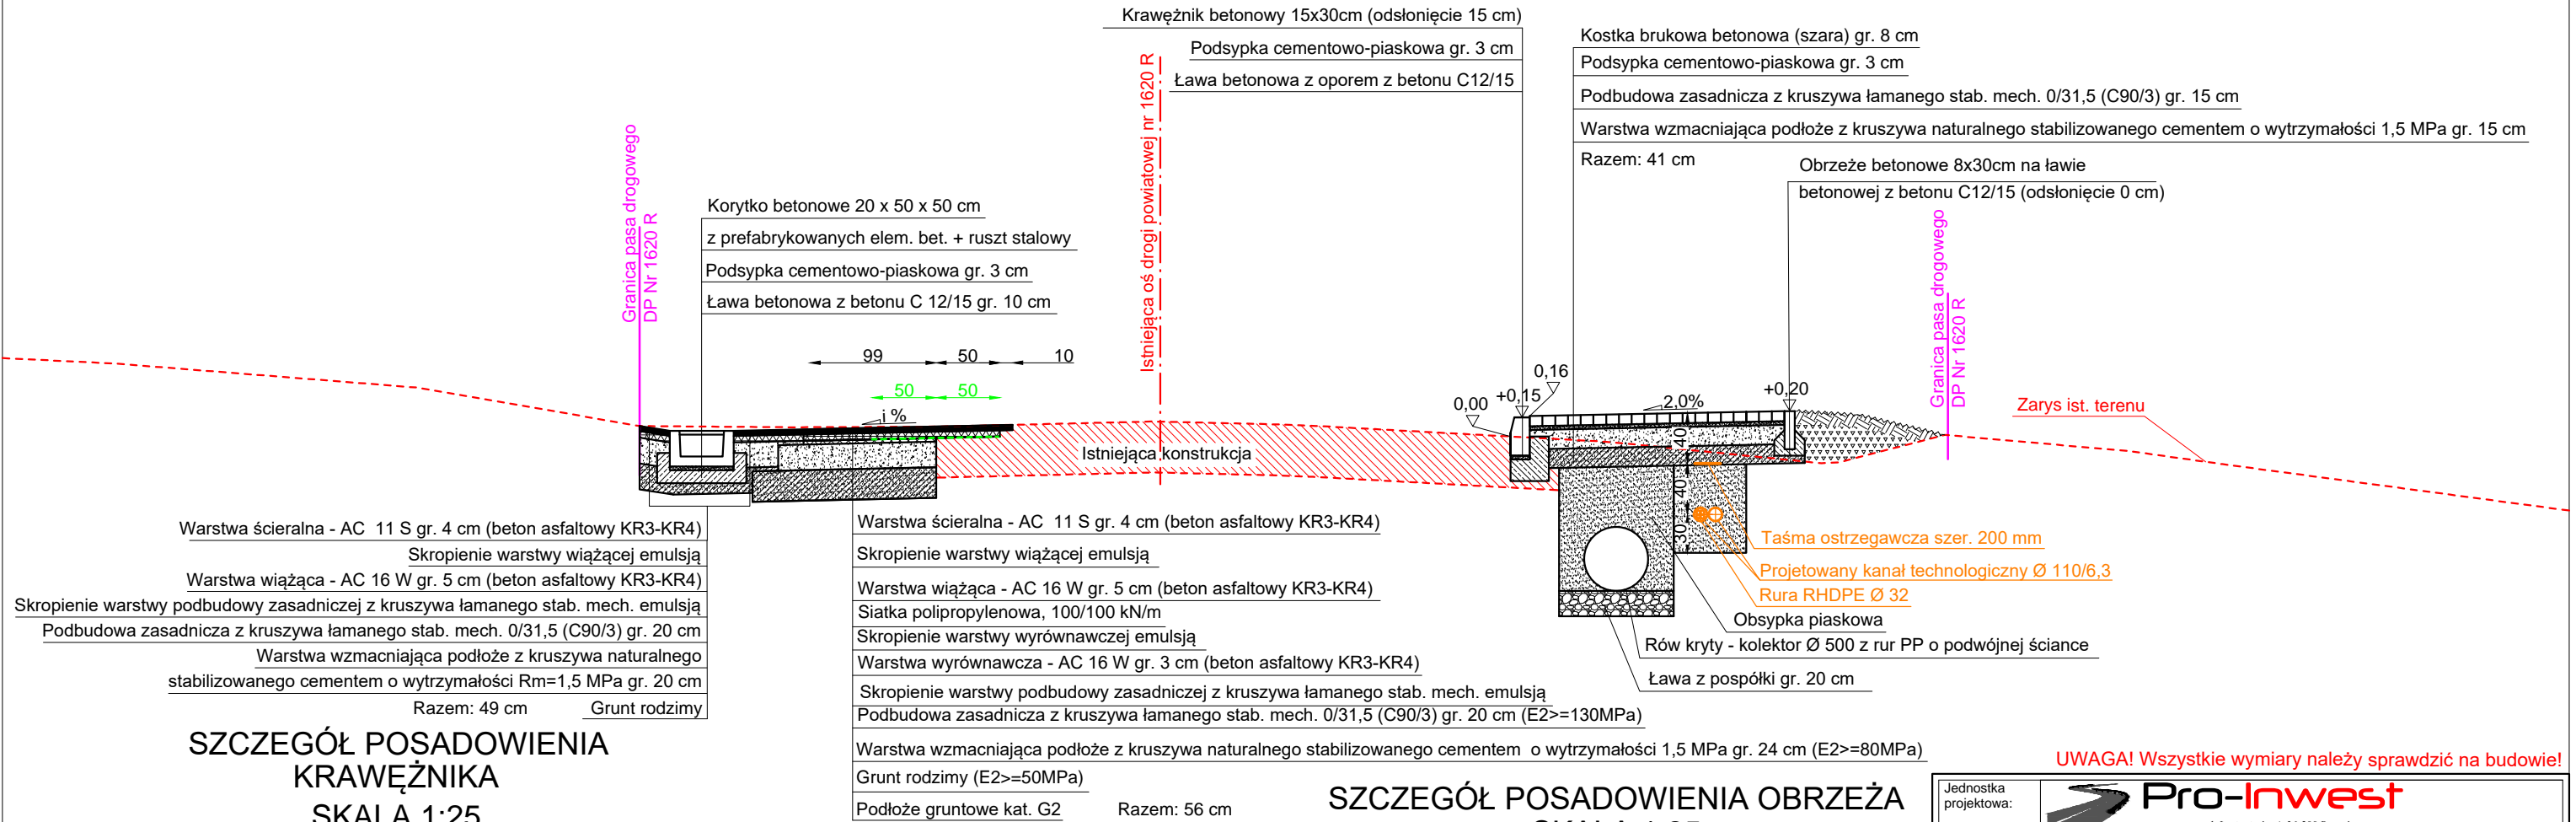 Krawężnik betonowy 15x30cm (odsłonięcie 15 cm)
Podsypka cementowo-piaskowa gr. 3 cm
Ława betonowa z oporem z betonu C12/15
Kostka brukowa betonowa (szara) gr. 8 cm
Podsypka cementowo-piaskowa gr. 3 cm
Podbudowa zasadnicza z kruszywa łamanego stab. mech. 0/31,5 (C90/3) gr. 15 cm
Warstwa wzmacniająca podłoże z kruszywa naturalnego stabilizowanego cementem o wytrzymałości 1,5 MPa gr. 15 cm
Razem: 41 cm
Obrzeże betonowe 8x30cm na ławie
betonowej z betonu C12/15 (odsłonięcie 0 cm)
Granica pasa drogowego
DP Nr 1620 R
Korytko betonowe 20 x 50 x 50 cm
z prefabrykowanych elem. bet. + ruszt stalowy
Podsypka cementowo-piaskowa gr. 3 cm
Ława betonowa z betonu C 12/15 gr. 10 cm
Istniejąca oś drogi powiatowej nr 1620 R
Granica pasa drogowego
DP Nr 1620 R
99
50
10
50
50
i %
0,00
+0,15
0,16
2,0%
+0,20
Zarys ist. terenu
Istniejąca konstrukcja
40
40
30
Taśma ostrzegawcza szer. 200 mm
Projetowany kanał technologiczny Ø 110/6,3
Rura RHDPE Ø 32
Obsypka piaskowa
Rów kryty - kolektor Ø 500 z rur PP o podwójnej ściance
Ława z pospółki gr. 20 cm
Warstwa ścieralna - AC 11 S gr. 4 cm (beton asfaltowy KR3-KR4)
Skropienie warstwy wiążącej emulsją
Warstwa wiążąca - AC 16 W gr. 5 cm (beton asfaltowy KR3-KR4)
Skropienie warstwy podbudowy zasadniczej z kruszywa łamanego stab. mech. emulsją
Podbudowa zasadnicza z kruszywa łamanego stab. mech. 0/31,5 (C90/3) gr. 20 cm
Warstwa wzmacniająca podłoże z kruszywa naturalnego
stabilizowanego cementem o wytrzymałości Rm=1,5 MPa gr. 20 cm
Razem: 49 cm
Grunt rodzimy
Warstwa ścieralna - AC 11 S gr. 4 cm (beton asfaltowy KR3-KR4)
Skropienie warstwy wiążącej emulsją
Warstwa wiążąca - AC 16 W gr. 5 cm (beton asfaltowy KR3-KR4)
Siatka polipropylenowa, 100/100 kN/m
Skropienie warstwy wyrównawczej emulsją
Warstwa wyrównawcza - AC 16 W gr. 3 cm (beton asfaltowy KR3-KR4)
Skropienie warstwy podbudowy zasadniczej z kruszywa łamanego stab. mech. emulsją
Podbudowa zasadnicza z kruszywa łamanego stab. mech. 0/31,5 (C90/3) gr. 20 cm (E2>=130MPa)
Warstwa wzmacniająca podłoże z kruszywa naturalnego stabilizowanego cementem o wytrzymałości 1,5 MPa gr. 24 cm (E2>=80MPa)
Grunt rodzimy (E2>=50MPa)
Podłoże gruntowe kat. G2
Razem: 56 cm
SZCZEGÓŁ POSADOWIENIA
KRAWĘŻNIKA
SKALA 1:25
SZCZEGÓŁ POSADOWIENIA OBRZEŻA
UWAGA! Wszystkie wymiary należy sprawdzić na budowie!
Jednostka
projektowa:
Pro-Inwest